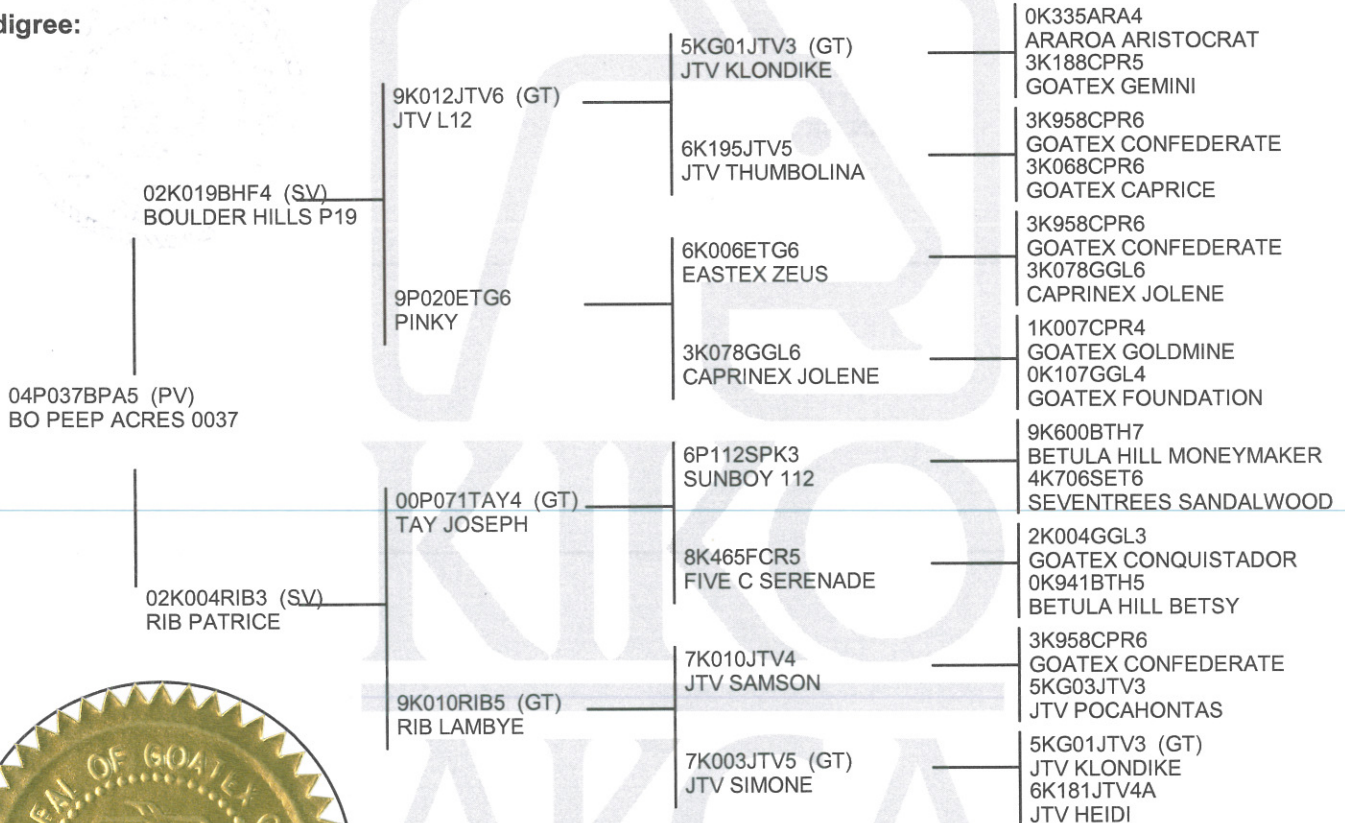 digree:
04P037BPA5 (PV)
BO PEEP ACRES 0037
02K019BHF4 (SV)
BOULDER HILLS P19
02K004RIB3 (SV)
RIB PATRICE
9K012JTV6 (GT)
JTV L12
9P020ETG6
PINKY
00P071TAY4 (GT)
TAY JOSEPH
9K010RIB5 (GT)
RIB LAMBYE
5KG01JTV3 (GT)
JTV KLONDIKE
6K195JTV5
JTV THUMBOLINA
6K006ETG6
EASTEX ZEUS
3K078GGL6
CAPRINEX JOLENE
6P112SPK3
SUNBOY 112
8K465FCR5
FIVE C SERENADE
7K010JTV4
JTV SAMSON
7K003JTV5 (GT)
JTV SIMONE
0K335ARA4
ARAROA ARISTOCRAT
3K188CPR5
GOATEX GEMINI
3K958CPR6
GOATEX CONFEDERATE
3K068CPR6
GOATEX CAPRICE
3K958CPR6
GOATEX CONFEDERATE
3K078GGL6
CAPRINEX JOLENE
1K007CPR4
GOATEX GOLDMINE
0K107GGL4
GOATEX FOUNDATION
9K600BTH7
BETULA HILL MONEYMAKER
4K706SET6
SEVENTREES SANDALWOOD
2K004GGL3
GOATEX CONQUISTADOR
0K941BTH5
BETULA HILL BETSY
3K958CPR6
GOATEX CONFEDERATE
5KG03JTV3
JTV POCAHONTAS
5KG01JTV3 (GT)
JTV KLONDIKE
6K181JTV4A
JTV HEIDI
KIKO
AKGA
OF GOATEX